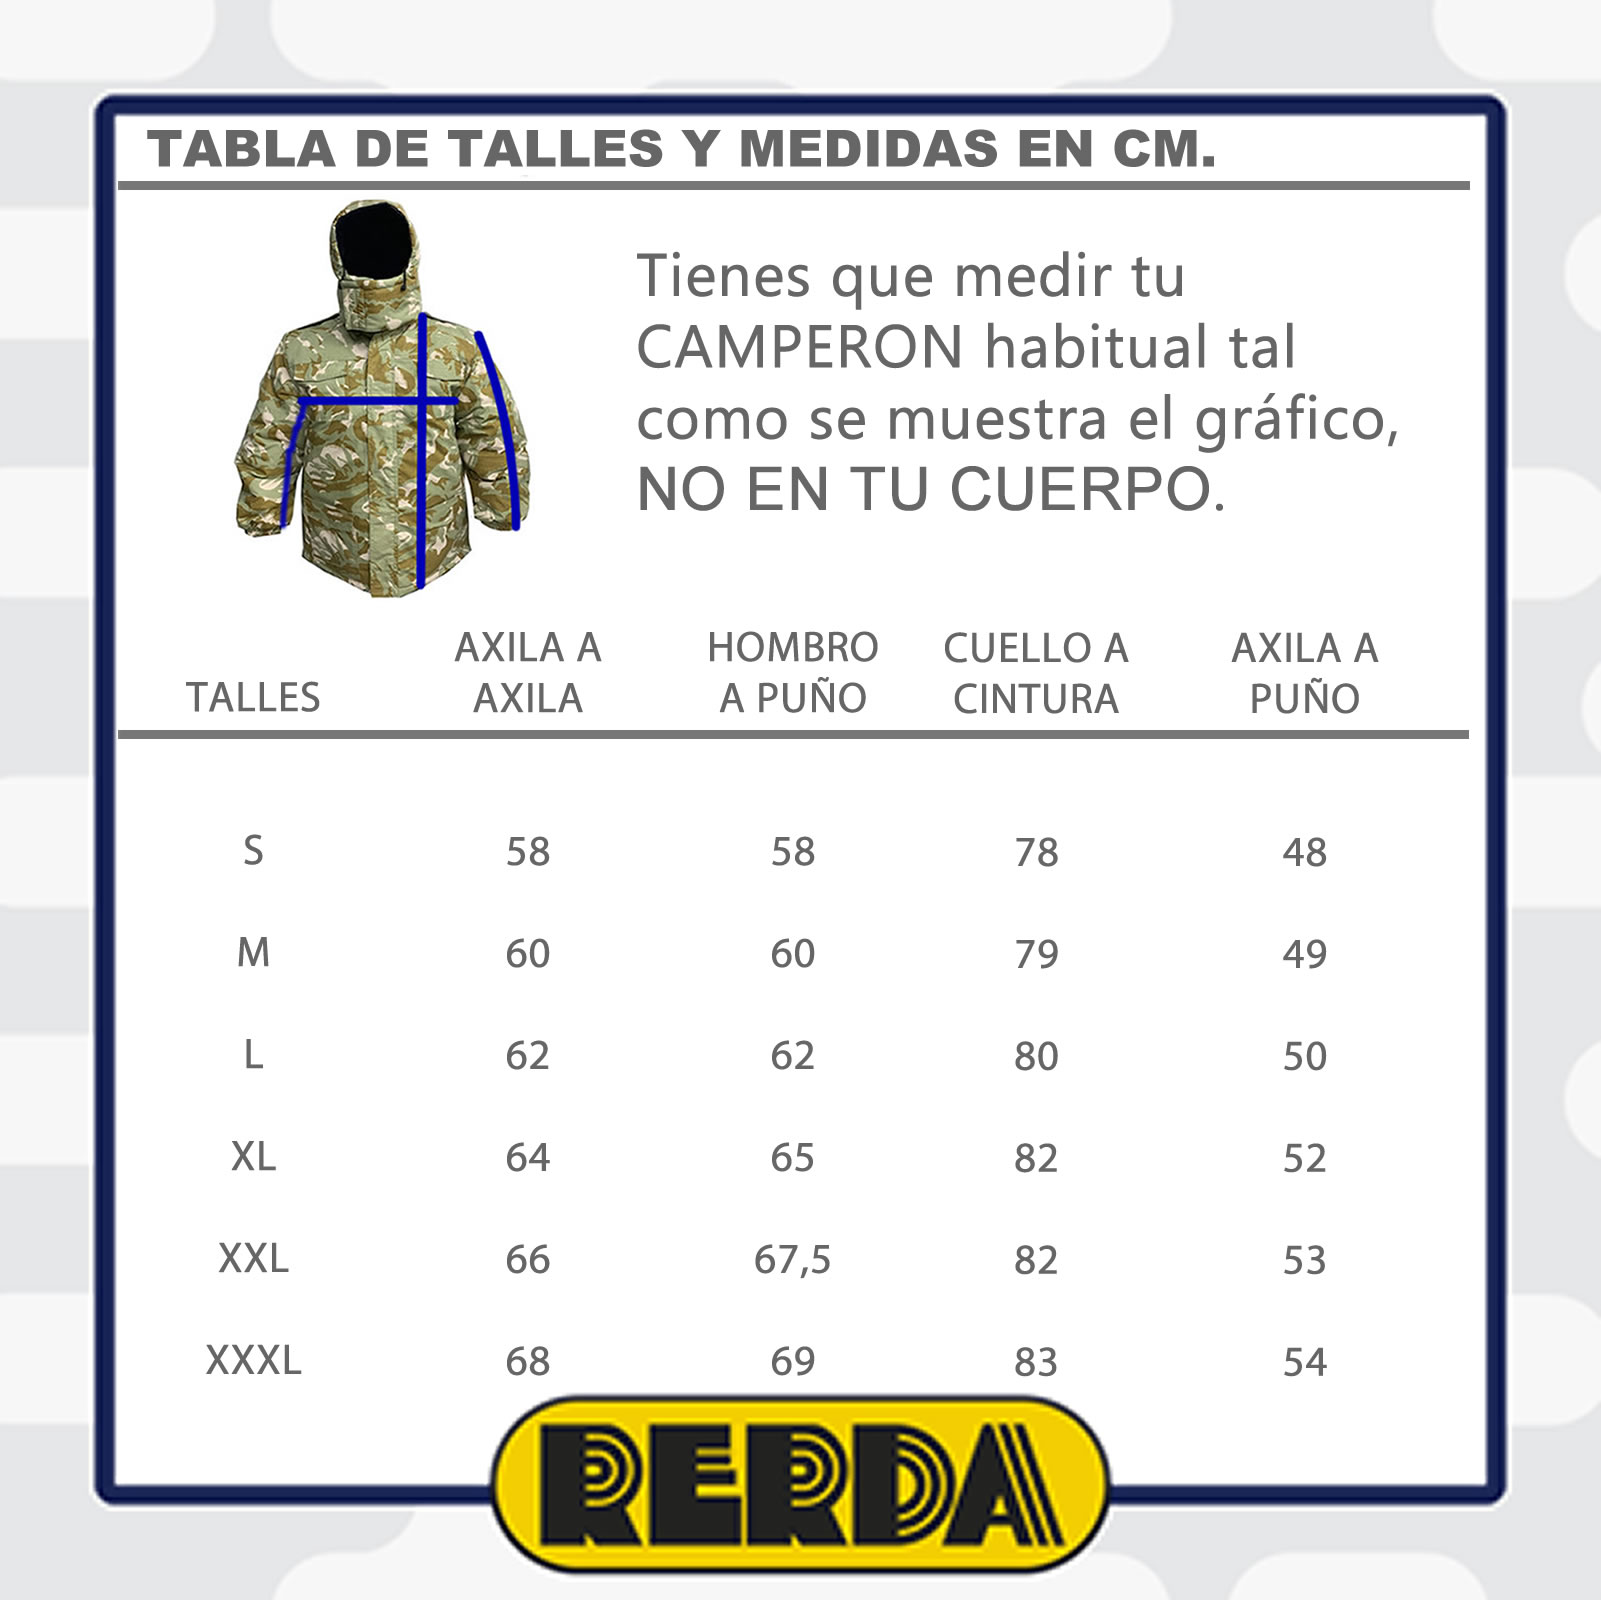 TABLA DE TALLES Y MEDIDAS EN CM.
Tienes que medir tu
CAMPERON habitual tal
como se muestra el gráfico,
NO EN TU CUERPO.
TALLES AXILA A AXILA HOMBRO A PUÑO CUELLO A CINTURA AXILA A PUÑO
S 58 58 78 48
M 60 60 79 49
L 62 62 80 50
XL 64 65 82 52
XXL 66 67,5 82 53
XXXL 68 69 83 54
RERDA